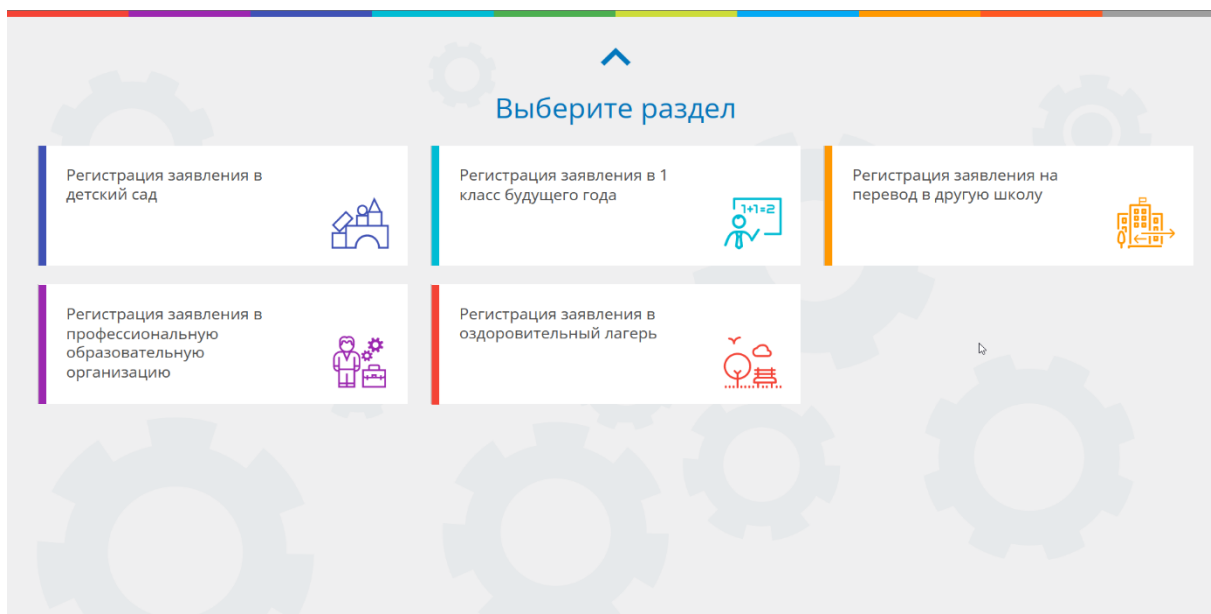 Выберите раздел
Регистрация заявления в
детский сад
Регистрация заявления в 1
класс будущего года
1+1=2
Регистрация заявления на
перевод в другую школу
Регистрация заявления в
профессиональную
образовательную
организацию
Регистрация заявления в
оздоровительный лагерь